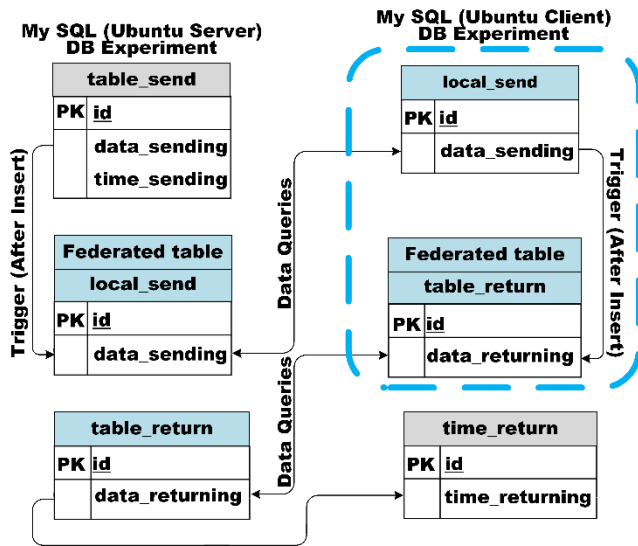 My SQL (Ubuntu Server)
DB Experiment
table_send
PK id
data_sending
time_sending
Trigger (After Insert)
Federated table
local_send
PK id
data_sending
table_return
PK id
data_returning
Data Queries
Data Queries
My SQL (Ubuntu Client)
DB Experiment
local_send
PK id
data_sending
Trigger (After Insert)
Federated table
table_return
PK id
data_returning
time_return
PK id
time_returning